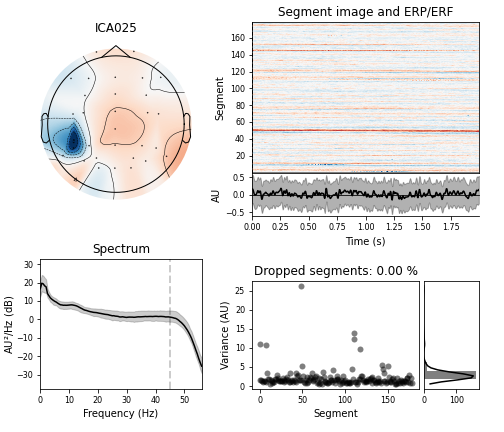 ICA025
Segment image and ERP/ERF
Segment
160
140
120
100
80
60
40
20
AU
0.5
0.0
−0.5
0.00 0.25 0.50 0.75 1.00 1.25 1.50 1.75
Time (s)
Spectrum
AU²/Hz (dB)
30
20
10
0
−10
−20
−30
0 10 20 30 40 50
Frequency (Hz)
Dropped segments: 0.00 %
Variance (AU)
25
20
15
10
5
0
0 50 100 150
Segment
0 100